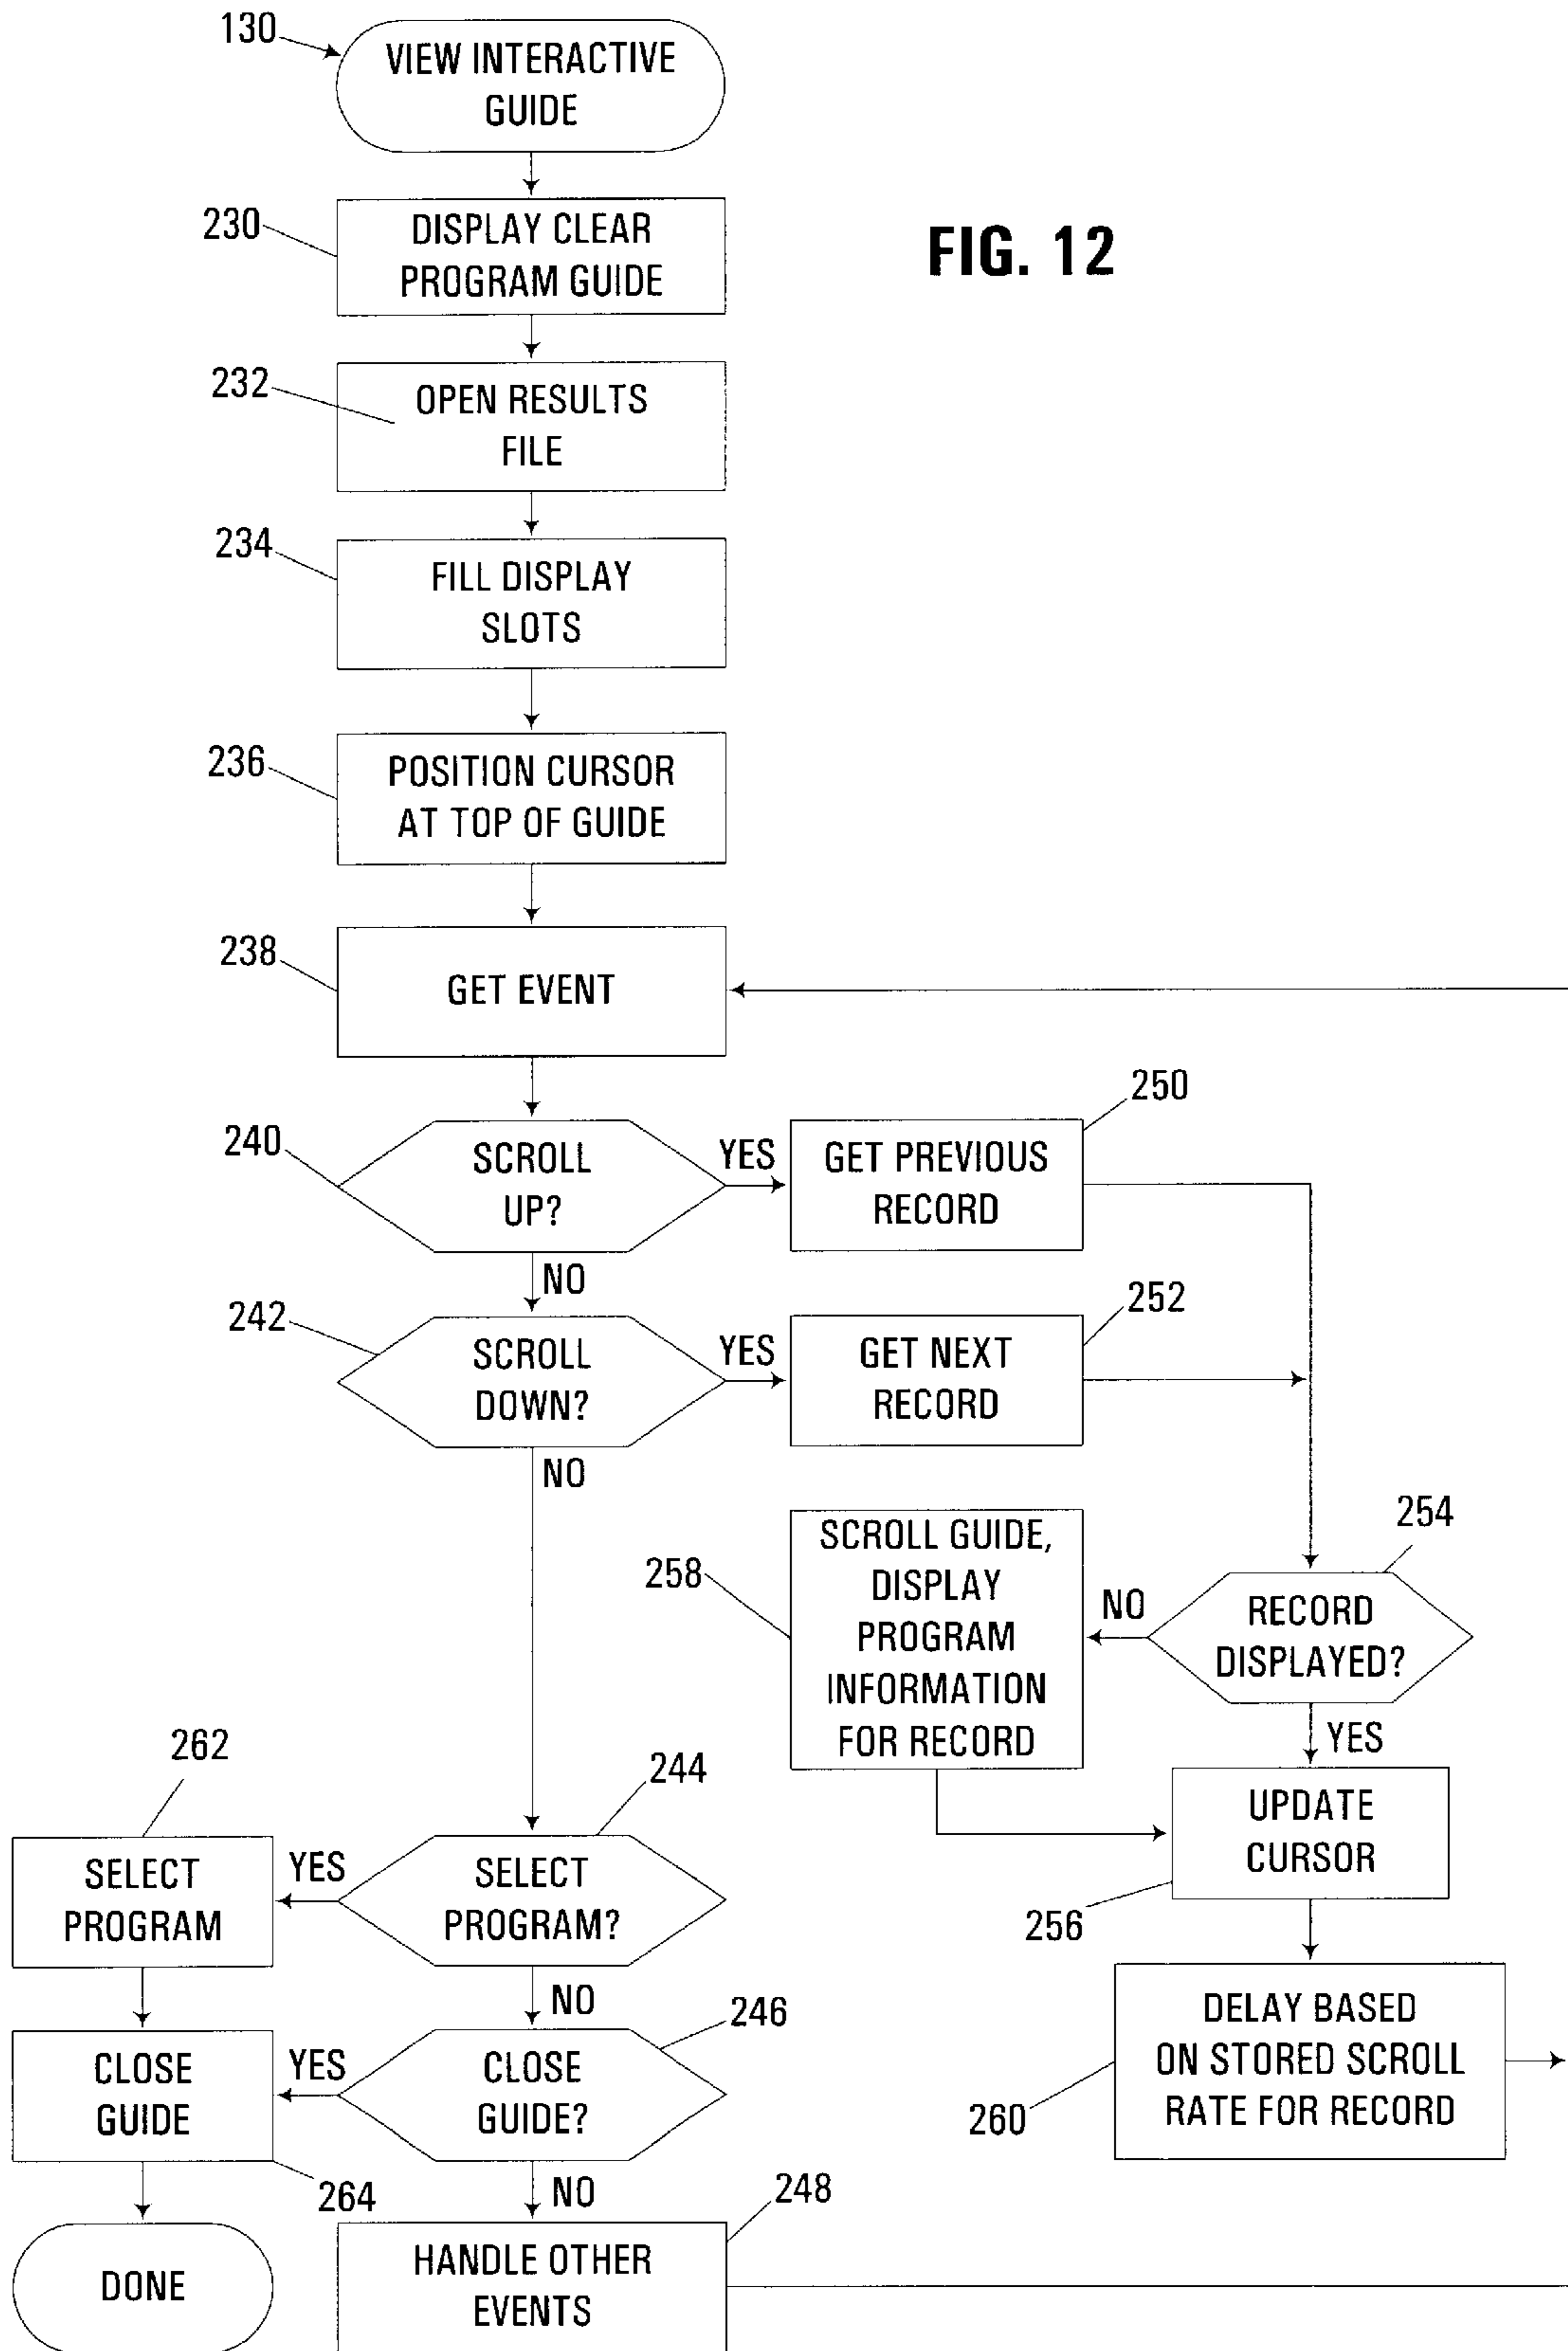 130
VIEW INTERACTIVE
GUIDE
FIG. 12
230
DISPLAY CLEAR
PROGRAM GUIDE
232
OPEN RESULTS
FILE
234
FILL DISPLAY
SLOTS
236
POSITION CURSOR
AT TOP OF GUIDE
238
GET EVENT
240
SCROLL
UP?
YES
NO
250
GET PREVIOUS
RECORD
242
SCROLL
DOWN?
YES
NO
252
GET NEXT
RECORD
254
RECORD
DISPLAYED?
NO
YES
258
SCROLL GUIDE,
DISPLAY
PROGRAM
INFORMATION
FOR RECORD
UPDATE
CURSOR
256
DELAY BASED
ON STORED SCROLL
RATE FOR RECORD
260
244
SELECT
PROGRAM?
YES
NO
262
SELECT
PROGRAM
246
CLOSE
GUIDE?
YES
NO
CLOSE
GUIDE
264
DONE
248
HANDLE OTHER
EVENTS